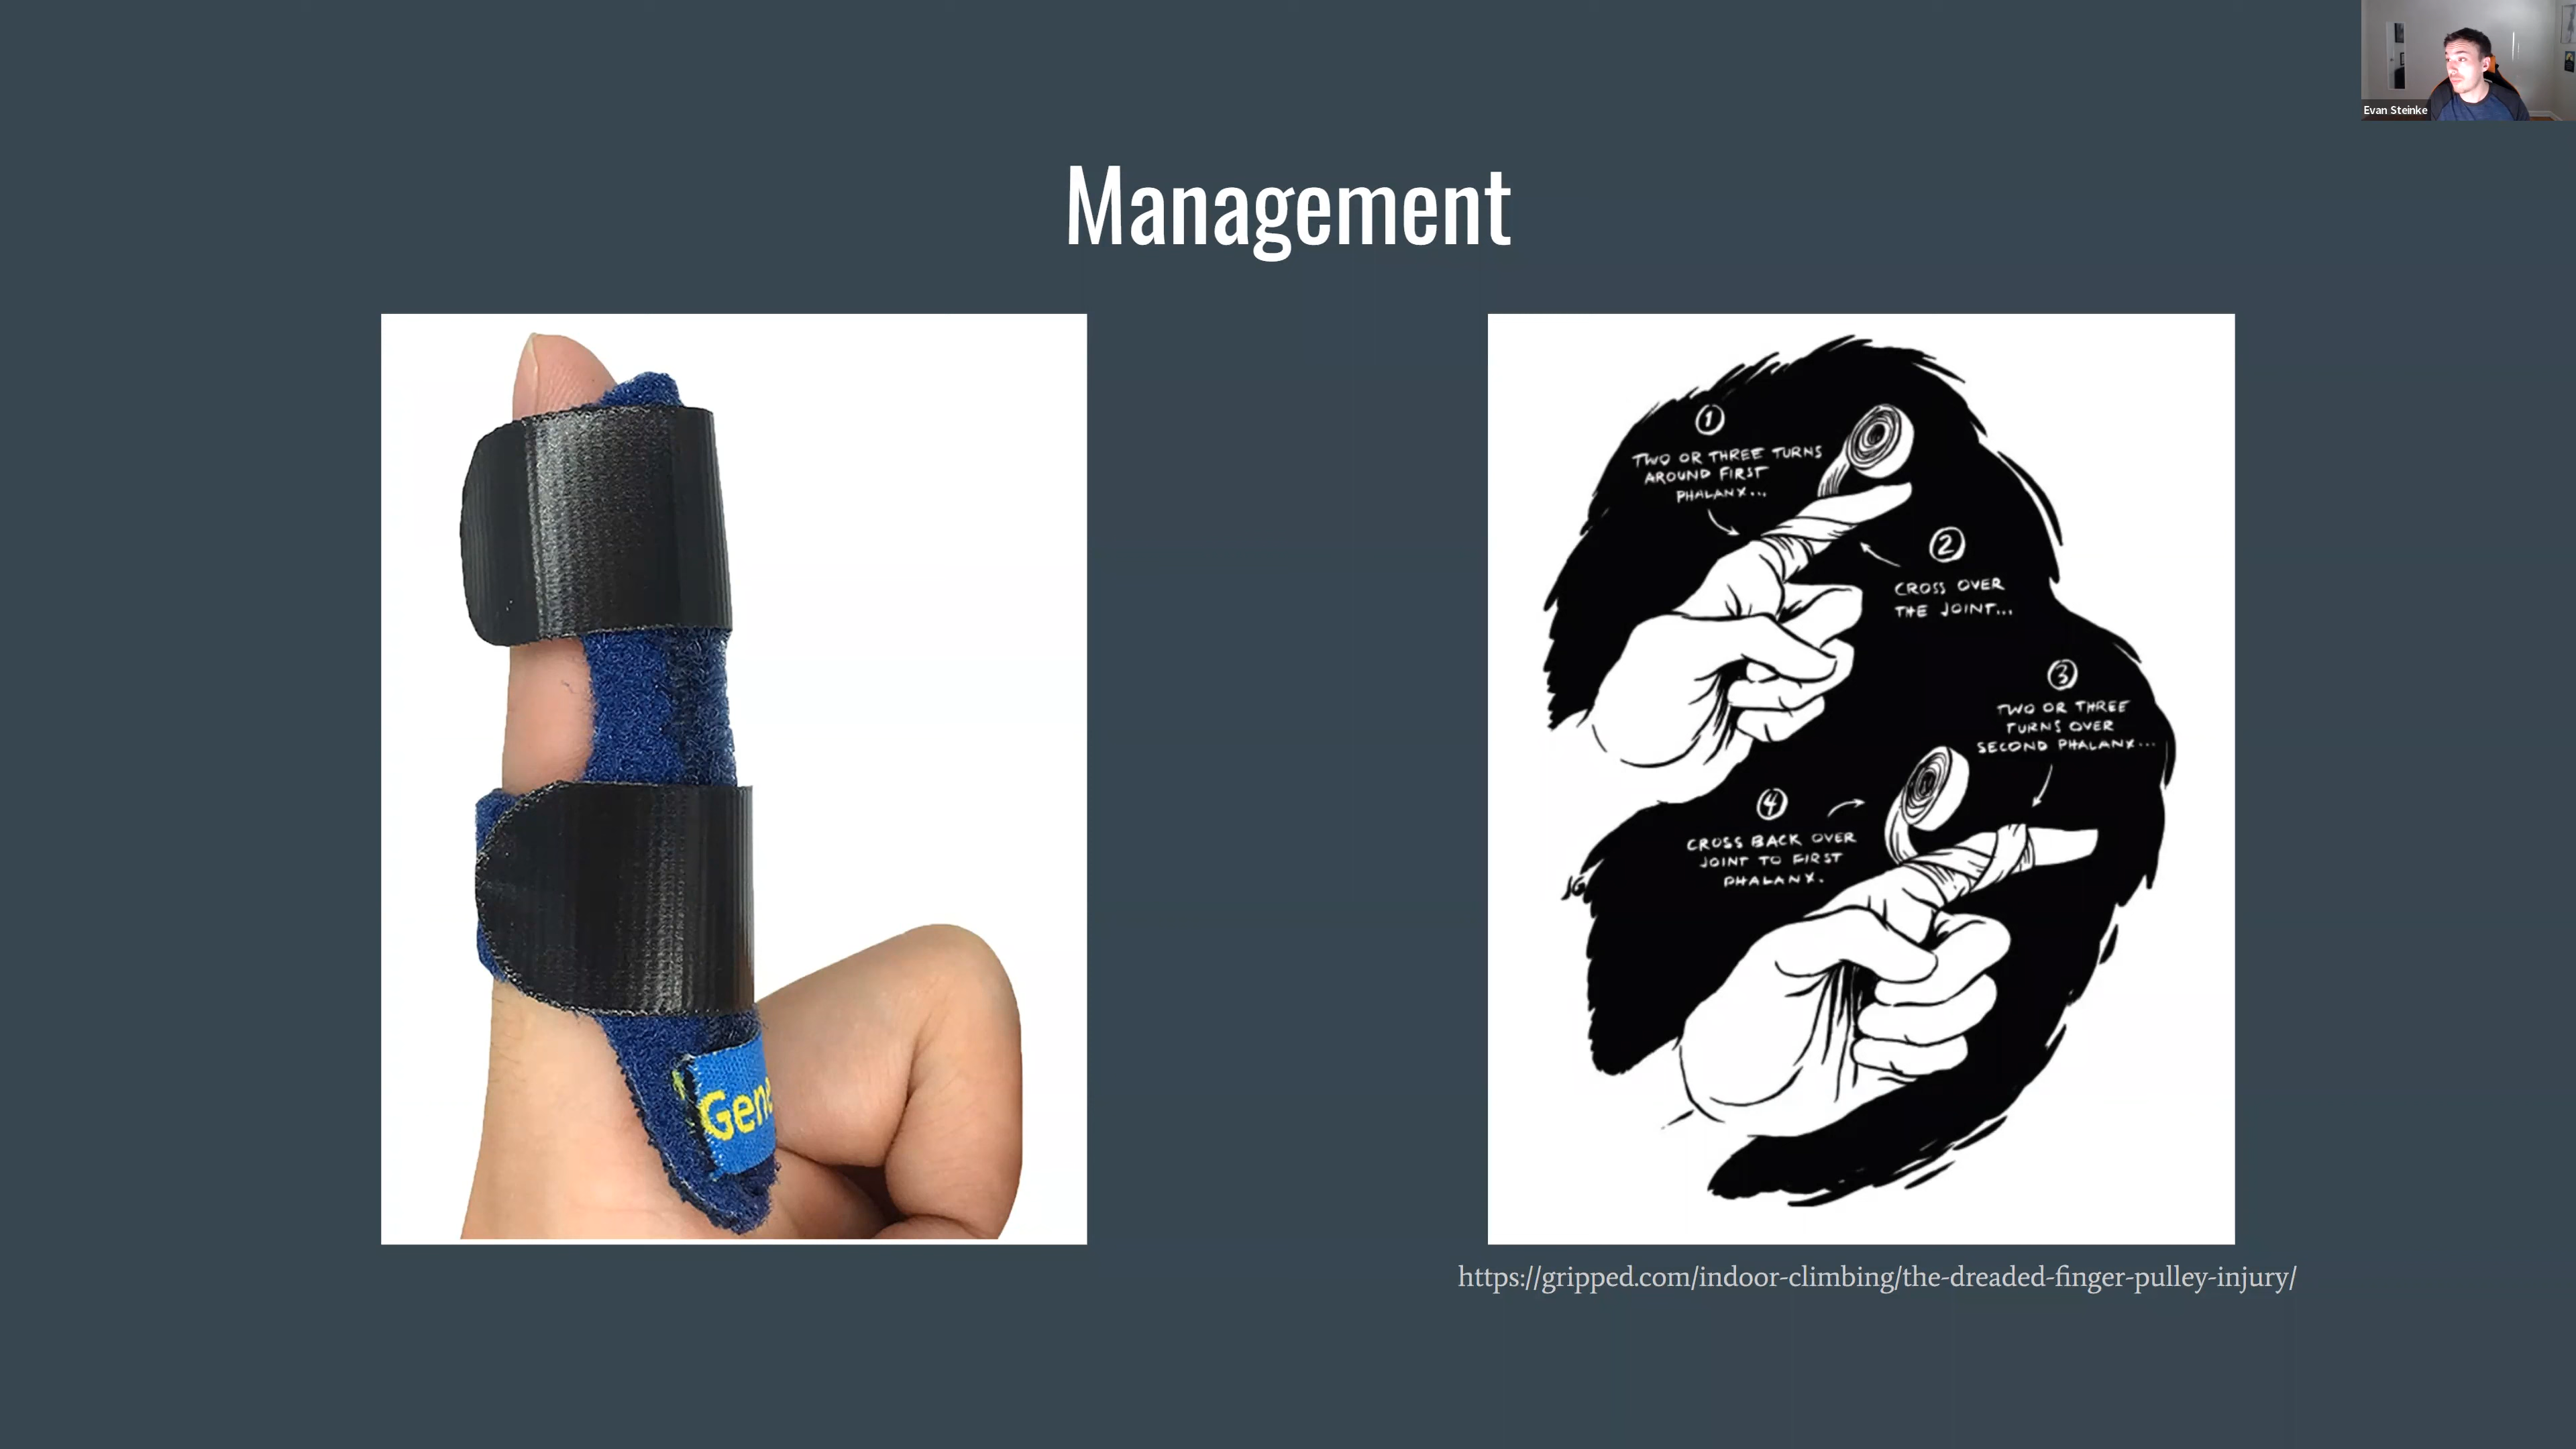 Evan Steinke
Management
1
TWO OR THREE TURNS
AROUND FIRST
PHALANX...
2
CROSS OVER
THE JOINT...
3
TWO OR THREE
TURNS OVER
SECOND PHALANX...
4
CROSS BACK OVER
JOINT TO FIRST
PHALANX.
JG
Gen
https://gripped.com/indoor-climbing/the-dreaded-finger-pulley-injury/